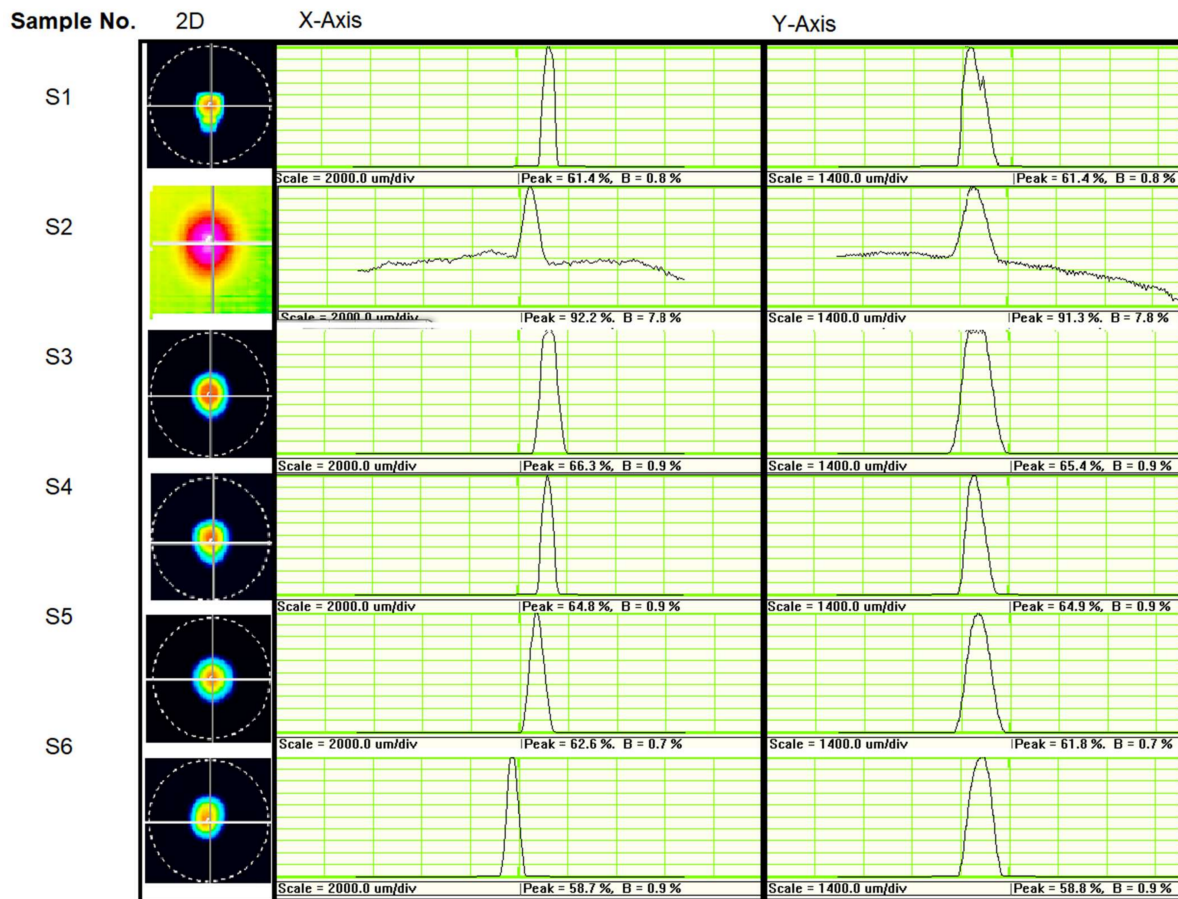 Sample No. 2D X-Axis Y-Axis
S1
Scale = 2000.0 um/div Peak = 61.4 %, B = 0.8 % Scale = 1400.0 um/div Peak = 61.4 %, B = 0.8 %
S2
Scale = 2000.0 um/div Peak = 92.2 % B = 7.8 % Scale = 1400.0 um/div Peak = 91.3 % B = 7.8 %
S3
Scale = 2000.0 um/div Peak = 66.3 %, B = 0.9 % Scale = 1400.0 um/div Peak = 65.4 %, B = 0.9 %
S4
Scale = 2000.0 um/div Peak = 64.8 %, B = 0.9 % Scale = 1400.0 um/div Peak = 64.9 %, B = 0.9 %
S5
Scale = 2000.0 um/div Peak = 62.6 %. B = 0.7 % Scale = 1400.0 um/div Peak = 61.8 %. B = 0.7 %
S6
Scale = 2000.0 um/div Peak = 58.7 %, B = 0.9 % Scale = 1400.0 um/div Peak = 58.8 %, B = 0.9 %